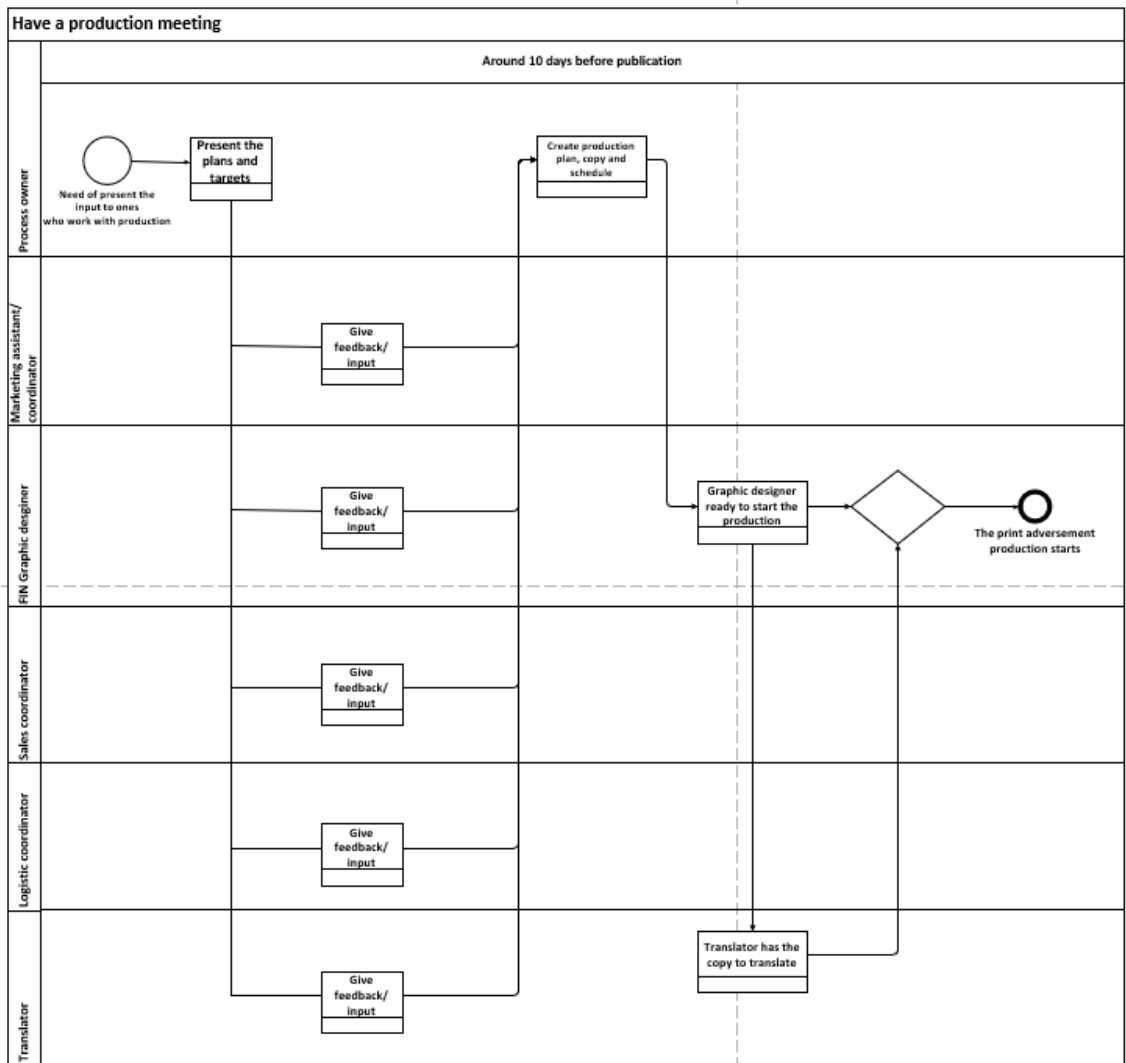 Have a production meeting
Around 10 days before publication
Process owner
Need of present the
input to ones
who work with production
Present the
plans and
targets
Create production
plan, copy and
schedule
Marketing assistant/
coordinator
Give
feedback/
input
FIN Graphic desginer
Give
feedback/
input
Graphic designer
ready to start the
production
The print adversement
production starts
Sales coordinator
Give
feedback/
input
Logistic coordinator
Give
feedback/
input
Translator
Give
feedback/
input
Translator has the
copy to translate